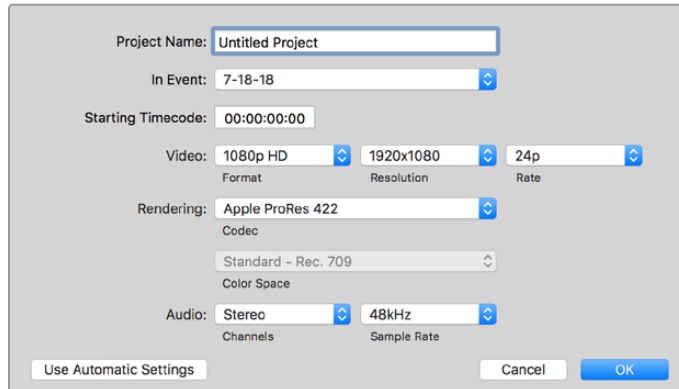 Project Name: Untitled Project
In Event: 7-18-18
Starting Timecode: 00:00:00:00
Video: 1080p HD 1920x1080 24p
Format Resolution Rate
Rendering: Apple ProRes 422
Codec
Standard - Rec. 709
Color Space
Audio: Stereo 48kHz
Channels Sample Rate
Use Automatic Settings Cancel OK